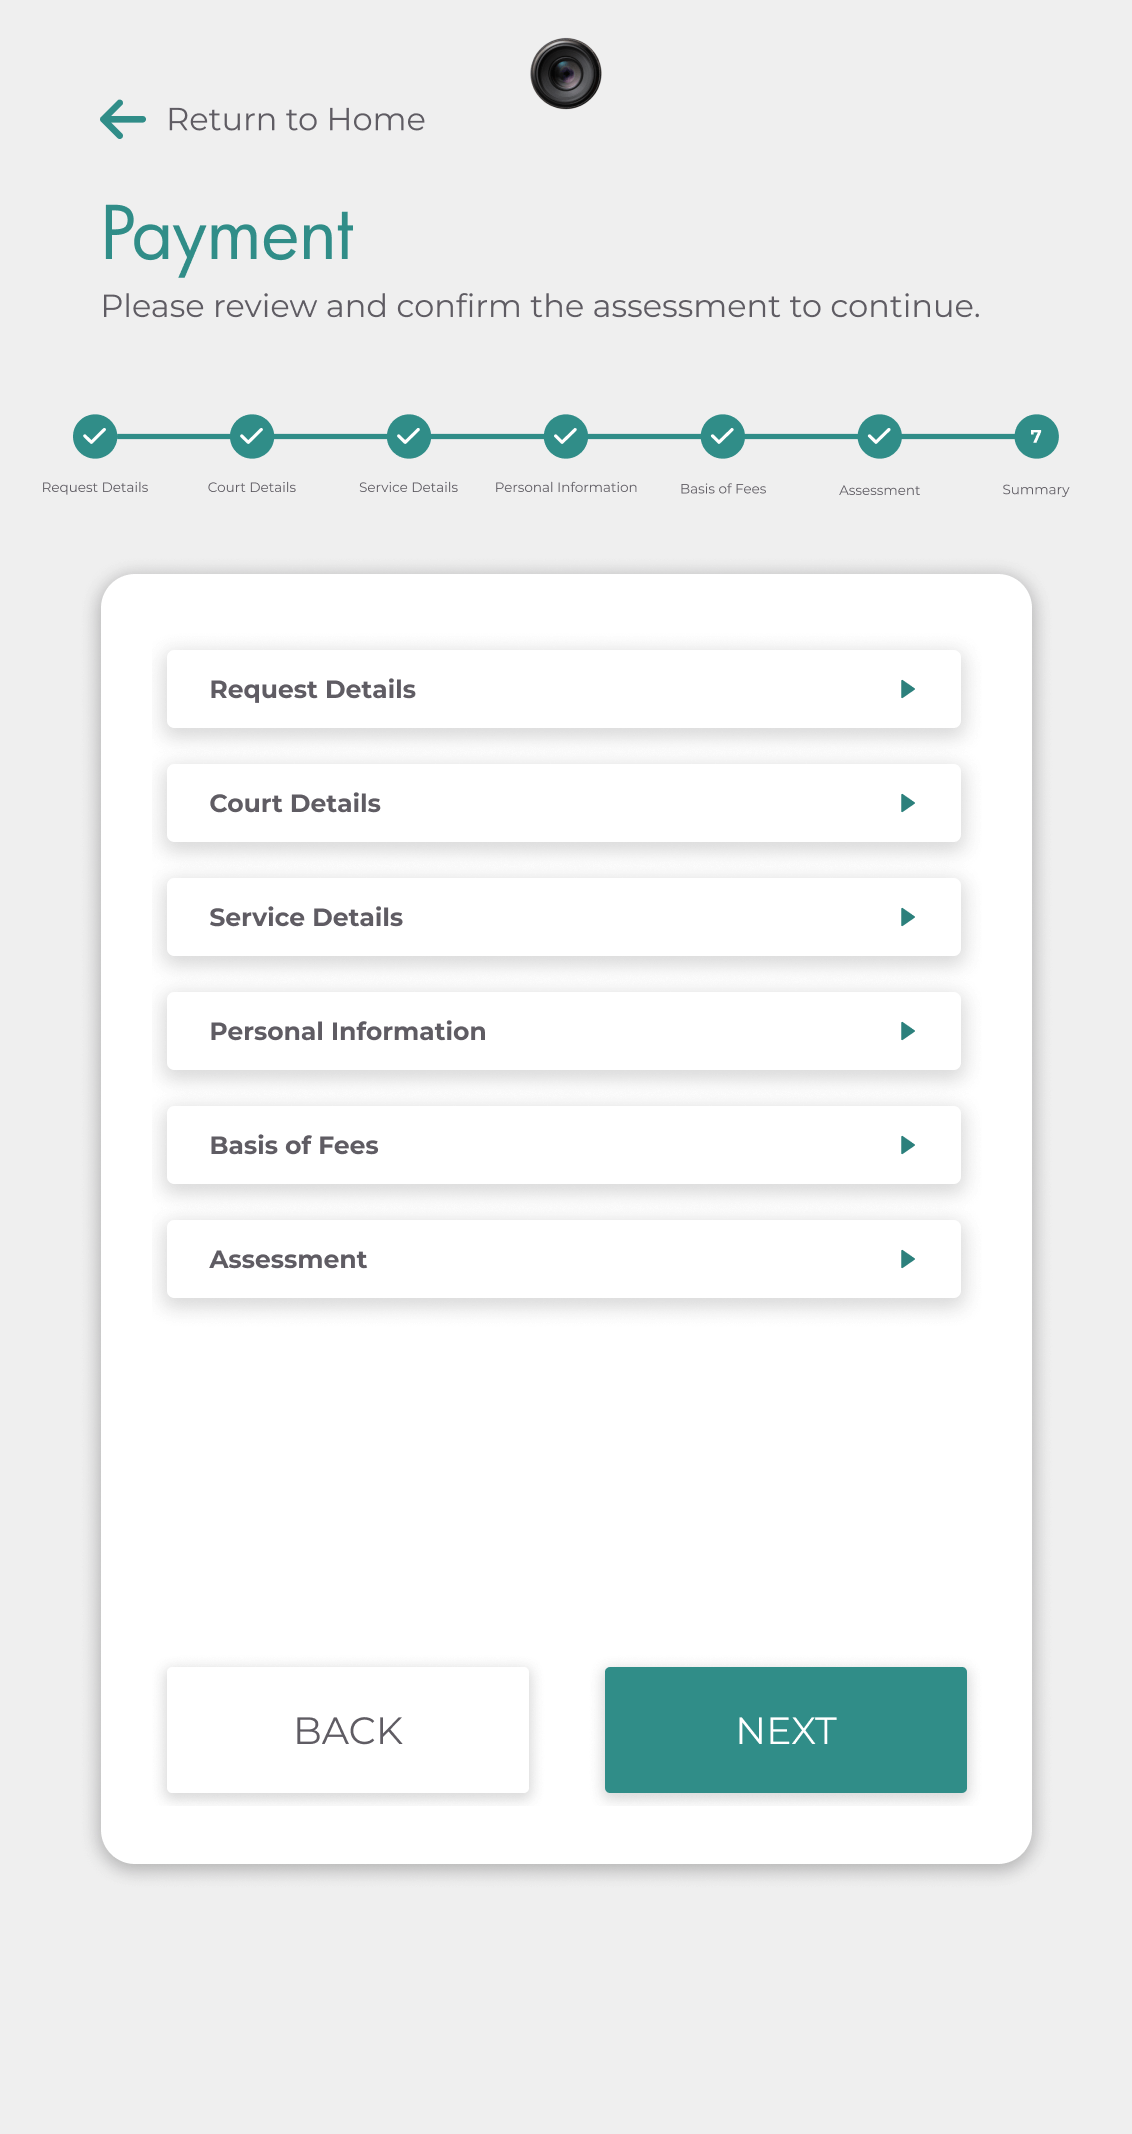 Return to Home
Payment
Please review and confirm the assessment to continue.
7
Request Details
Court Details
Service Details
Personal Information
Basis of Fees
Assessment
Summary
Request Details
Court Details
Service Details
Personal Information
Basis of Fees
Assessment
BACK
NEXT